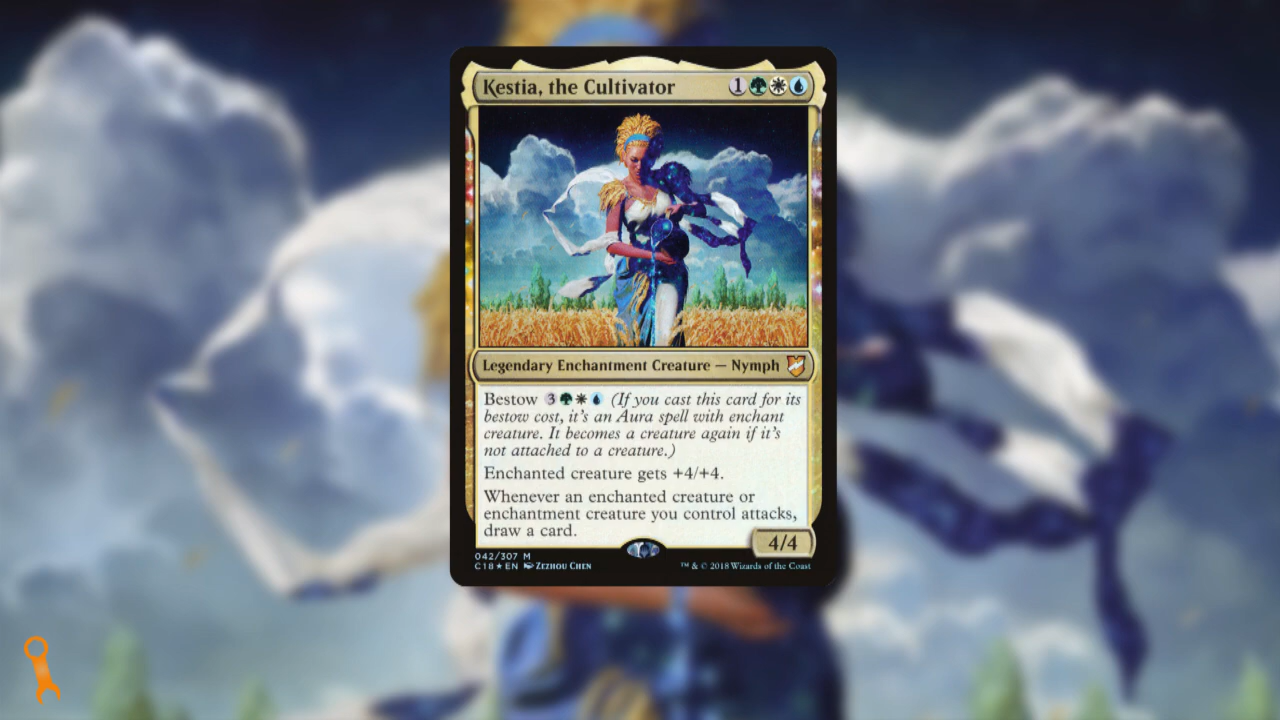 Kestia, the Cultivator 1
Legendary Enchantment Creature — Nymph
Bestow 3 (If you cast this card for its
bestow cost, it's an Aura spell with enchant
creature. It becomes a creature again if it's
not attached to a creature.)
Enchanted creature gets +4/+4.
Whenever an enchanted creature or
enchantment creature you control attacks,
draw a card.
4/4
042/307 M
C18 ★ EN Zezhou Chen
™ & © 2018 Wizards of the Coast